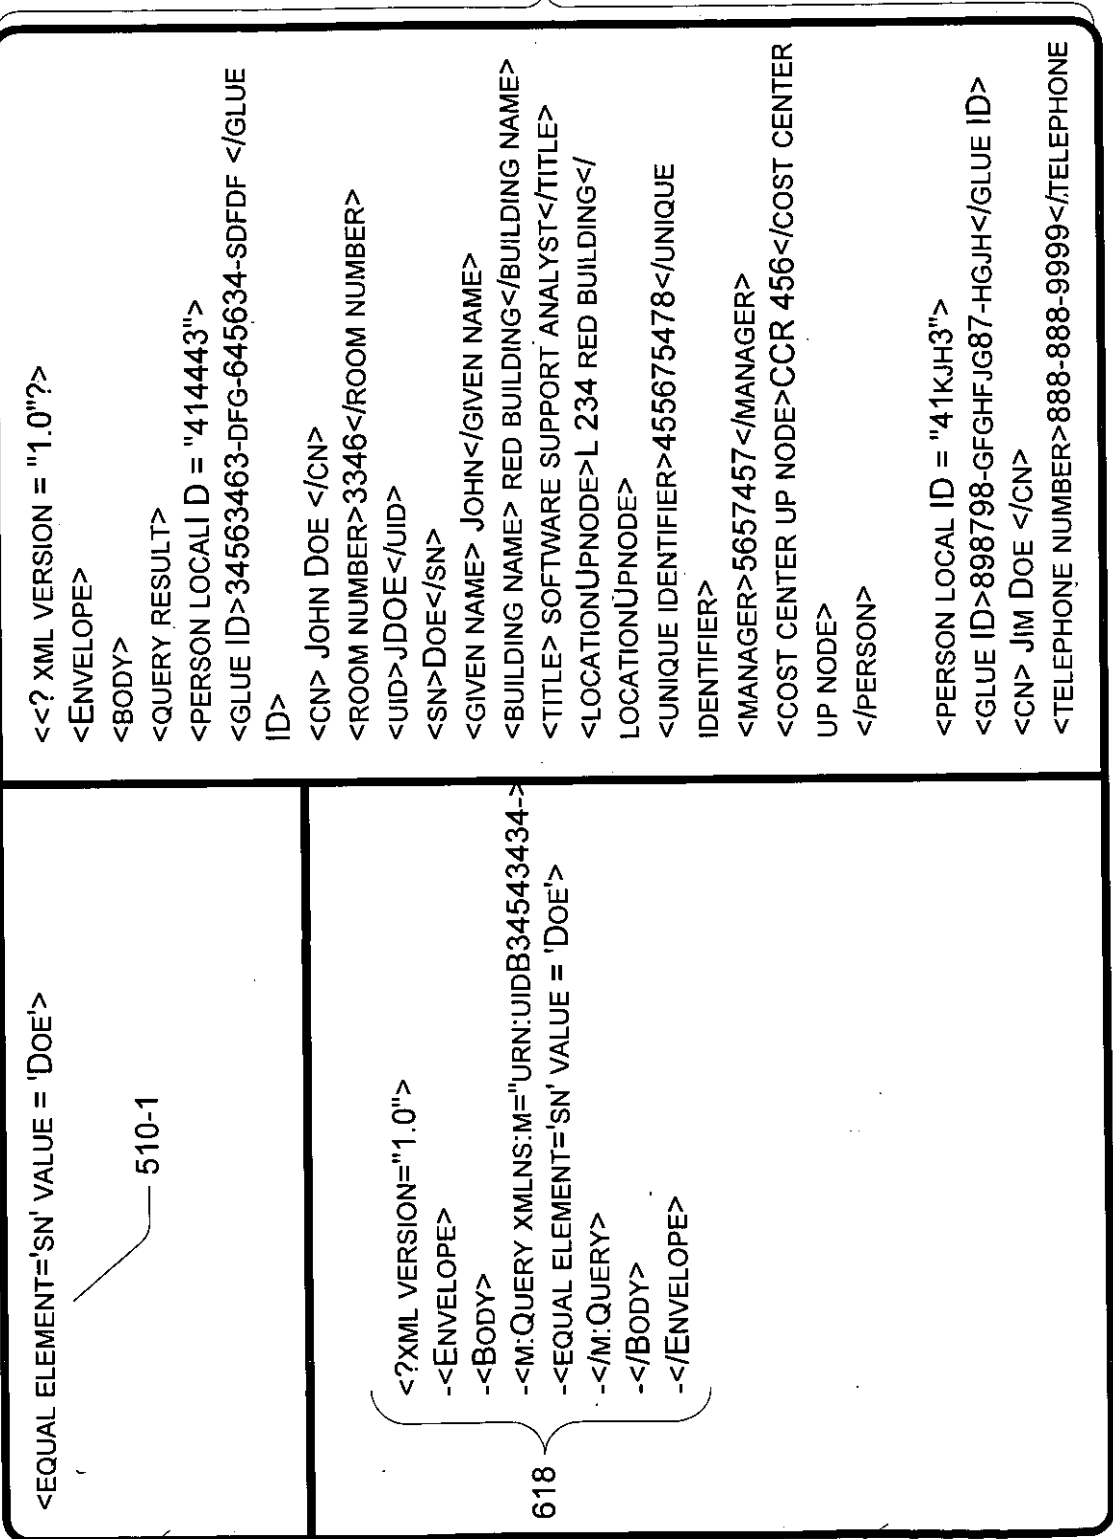 <EQUAL ELEMENT='SN' VALUE = 'DOE'>
510-1
<?XML VERSION="1.0">
-<ENVELOPE>
-<BODY>
-<M:QUERY XMLNS:M="URN:UIDB34543434->
-<EQUAL ELEMENT='SN' VALUE = 'DOE'>
-</M:QUERY>
-</BODY>
-</ENVELOPE>
618
<<? XML VERSION = "1.0"?>
<ENVELOPE>
<BODY>
<QUERY RESULT>
<PERSON LOCALI D = "414443">
<GLUE ID>34563463-DFG-645634-SDFDF </GLUE
ID>
<CN> JOHN DOE </CN>
<ROOM NUMBER>3346</ROOM NUMBER>
<UID>JDOE</UID>
<SN>DOE</SN>
<GIVEN NAME> JOHN</GIVEN NAME>
<BUILDING NAME> RED BUILDING</BUILDING NAME>
<TITLE> SOFTWARE SUPPORT ANALYST</TITLE>
<LOCATIONUPNODE>L 234 RED BUILDING</
LOCATIONUPNODE>
<UNIQUE IDENTIFIER>455675478</UNIQUE
IDENTIFIER>
<MANAGER>5657457</MANAGER>
<COST CENTER UP NODE>CCR 456</COST CENTER
UP NODE>
</PERSON>
<PERSON LOCAL ID = "41KJH3">
<GLUE ID>898798-GFGHFJG87-HGJH</GLUE ID>
<CN> JIM DOE </CN>
<TELEPHONE NUMBER>888-888-9999</TELEPHONE